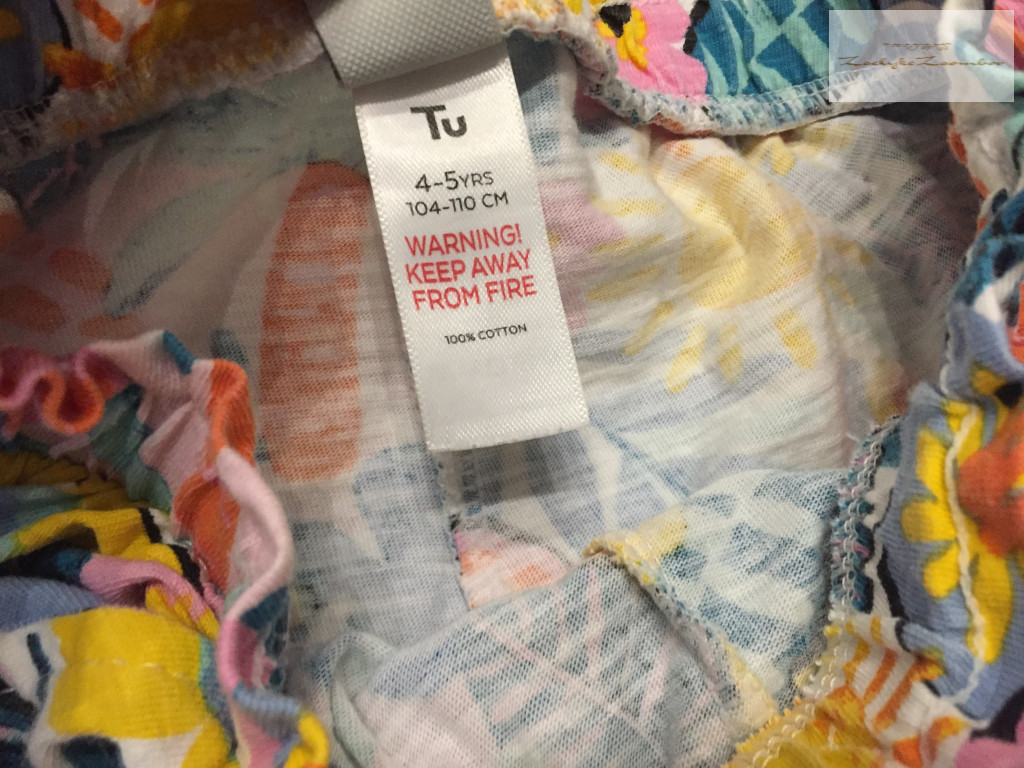 Tu
4-5YRS
104-110 CM
WARNING!
KEEP AWAY
FROM FIRE
100% COTTON